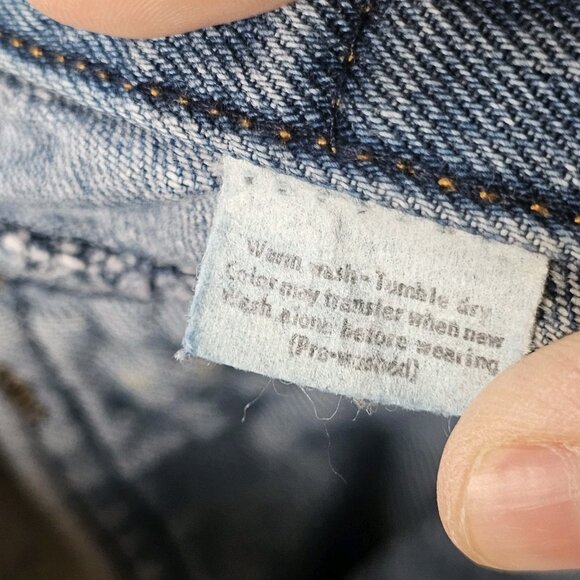 Warm wash-Tumble dry
Color may transfer when new
Wash alone before wearing
(Pre-washed)